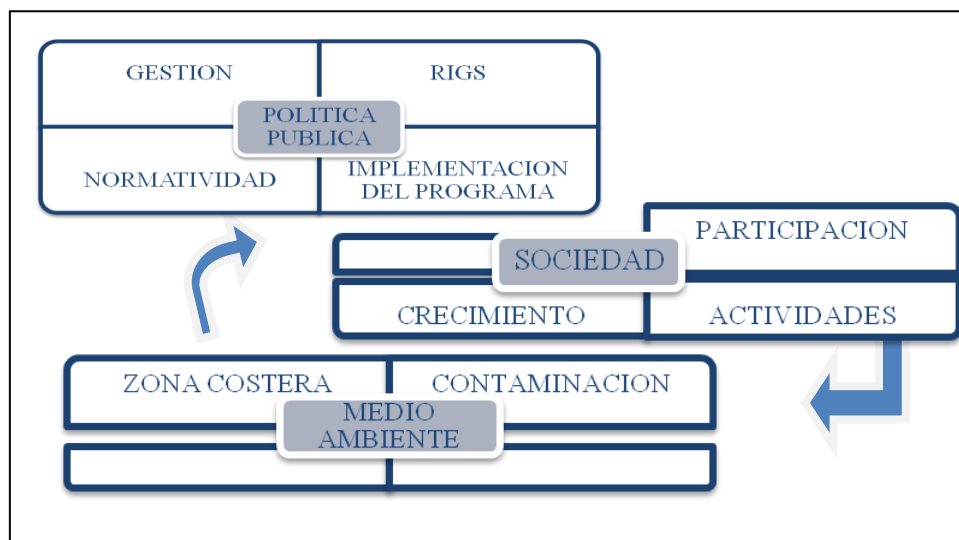 GESTION
RIGS
POLITICA
PUBLICA
NORMATIVIDAD
IMPLEMENTACION
DEL PROGRAMA
PARTICIPACION
SOCIEDAD
CRECIMIENTO
ACTIVIDADES
ZONA COSTERA
CONTAMINACION
MEDIO
AMBIENTE